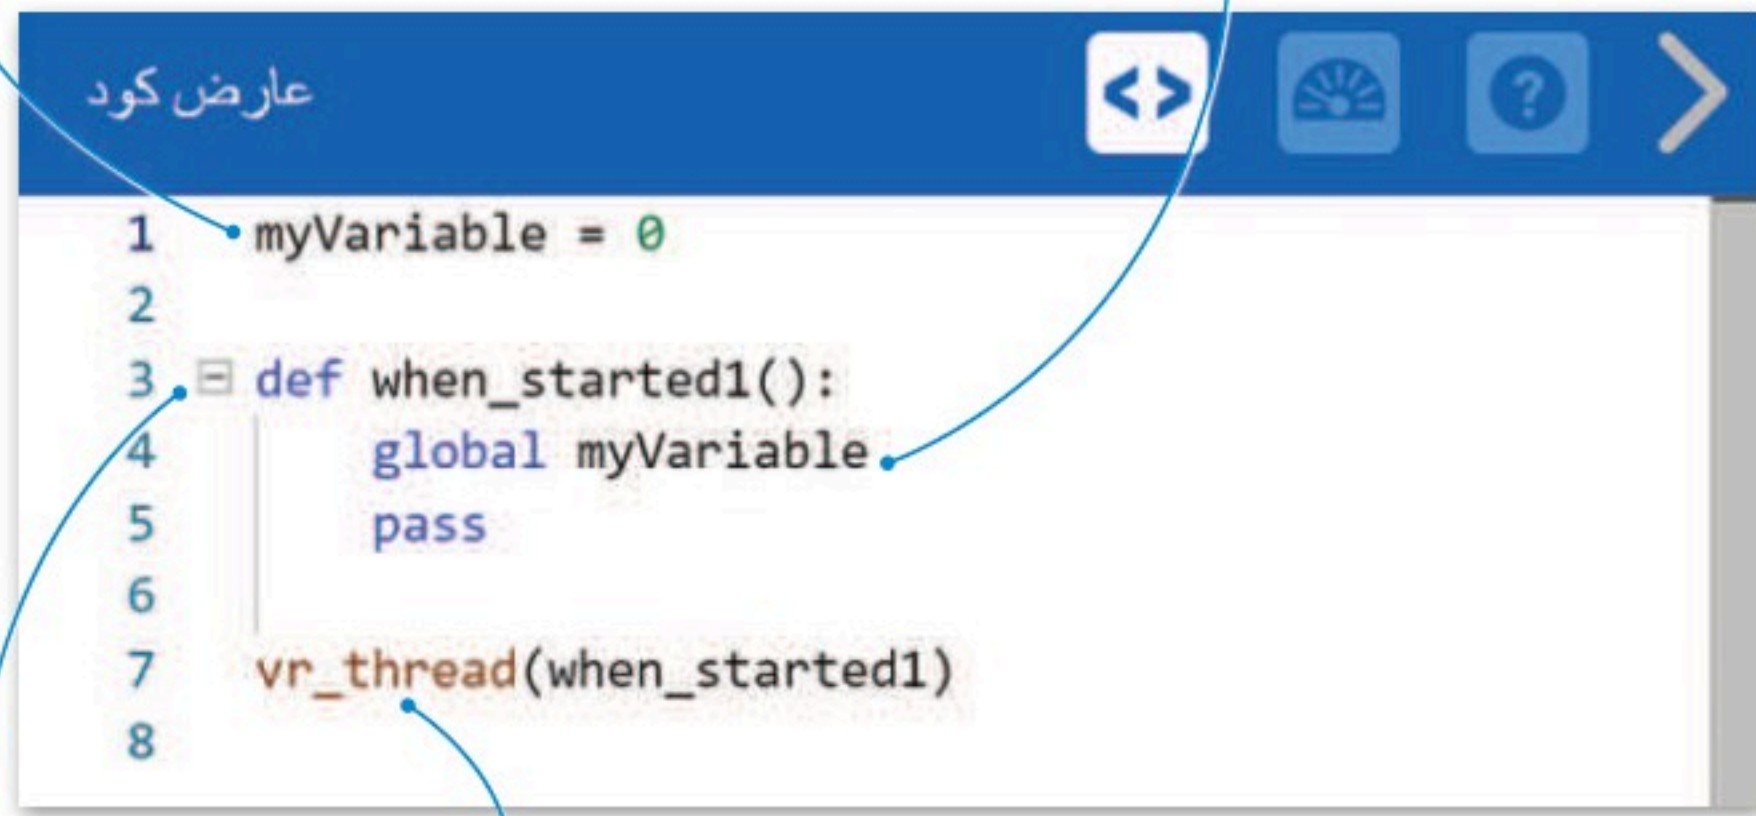 عارض كود
1 myVariable = 0
2
3 def when_started1():
4     global myVariable
5     pass
6
7 vr_thread(when_started1)
8